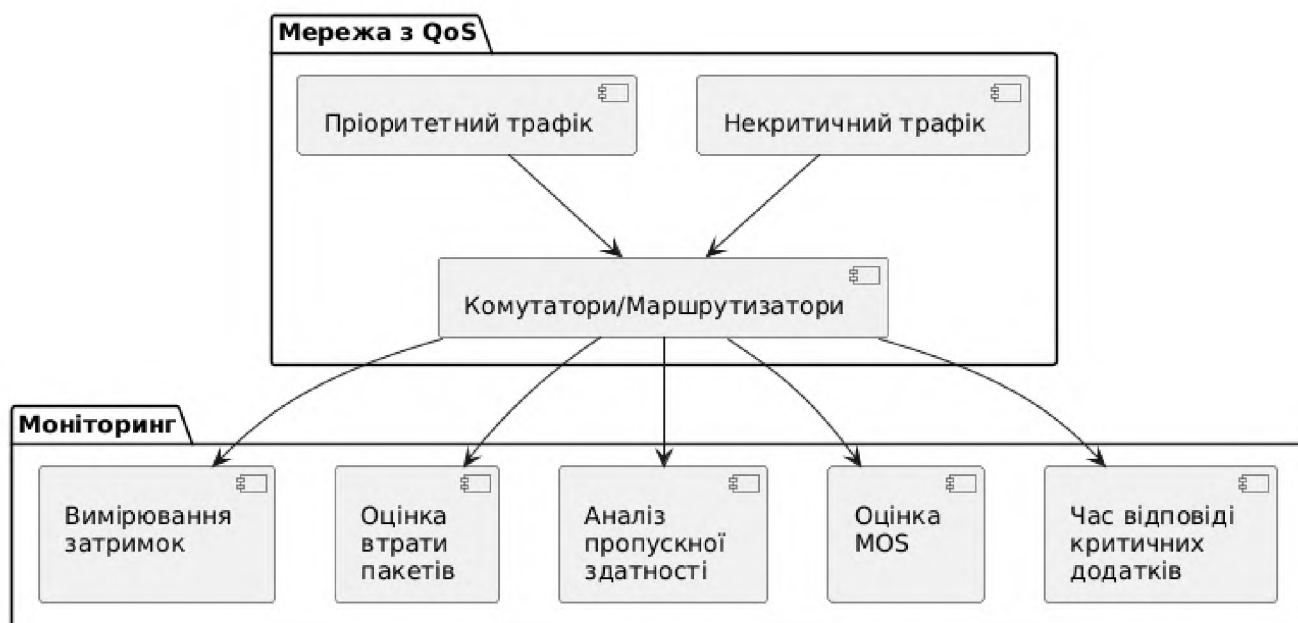 Мережа з QoS
Пріоритетний трафік
Некритичний трафік
Комутатори/Маршрутизатори
Моніторинг
Вимірювання
затримок
Оцінка
втрати
пакетів
Аналіз
пропускної
здатності
Оцінка
MOS
Час відповіді
критичних
додатків